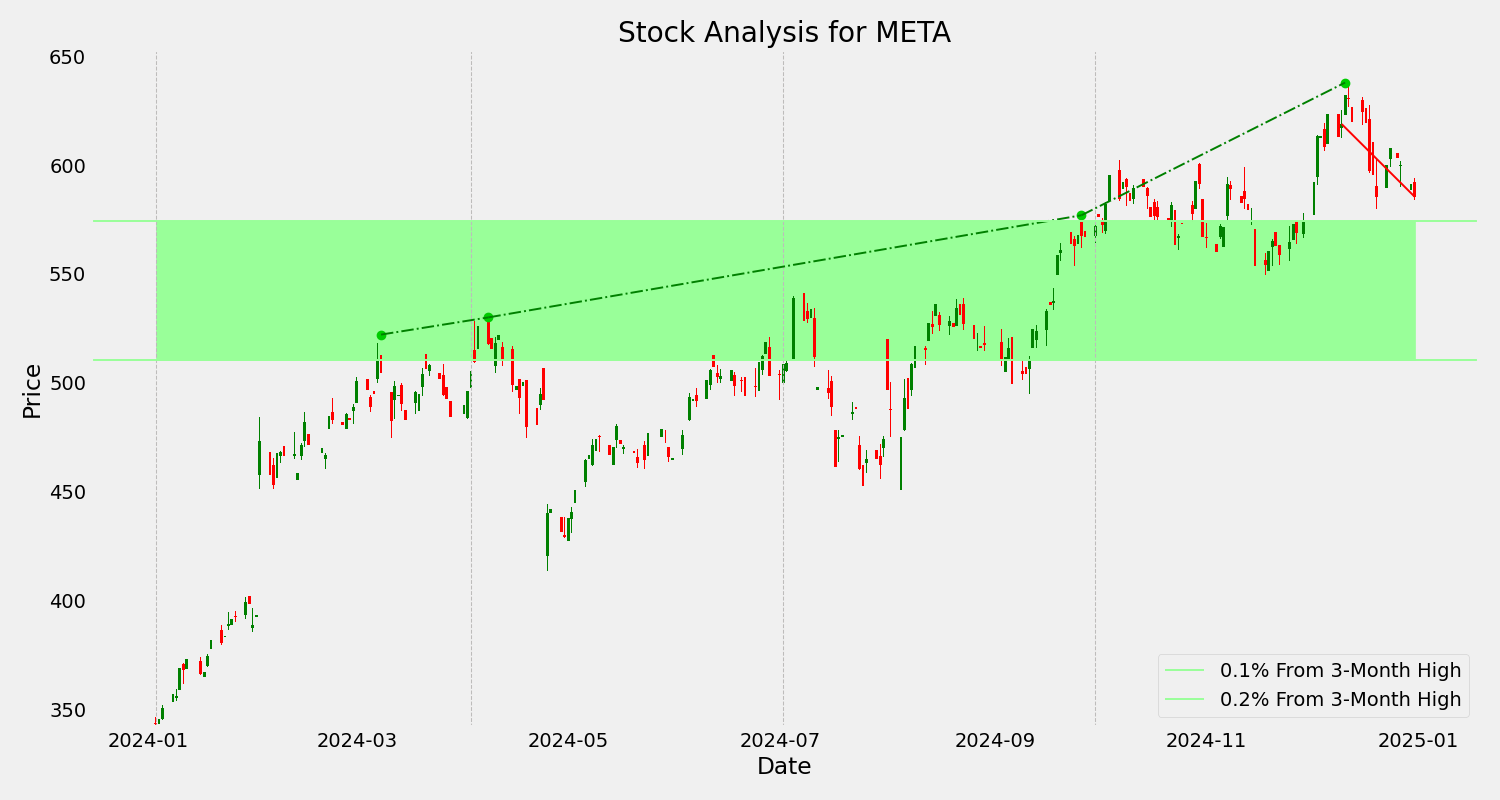 Stock Analysis for META
Price
650
600
550
500
450
400
350
2024-01
2024-03
2024-05
2024-07
2024-09
2024-11
2025-01
Date
0.1% From 3-Month High
0.2% From 3-Month High